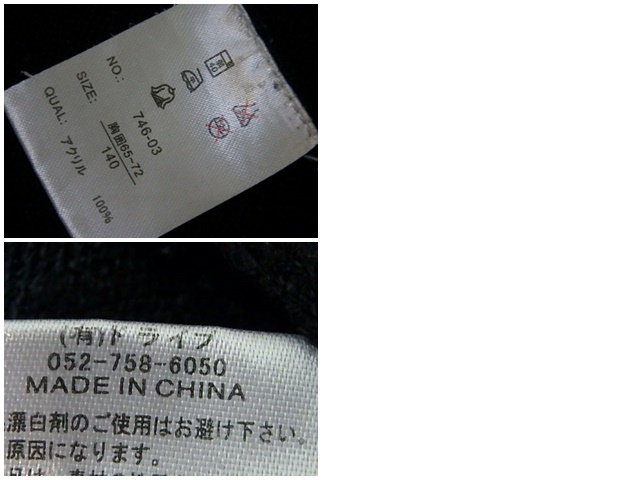 NO.: 746-03
SIZE: 胸囲65-72
140
QUAL: アクリル 100%
(有)トライブ
052-758-6050
MADE IN CHINA
漂白剤のご使用はお避け下さい。
原因になります。